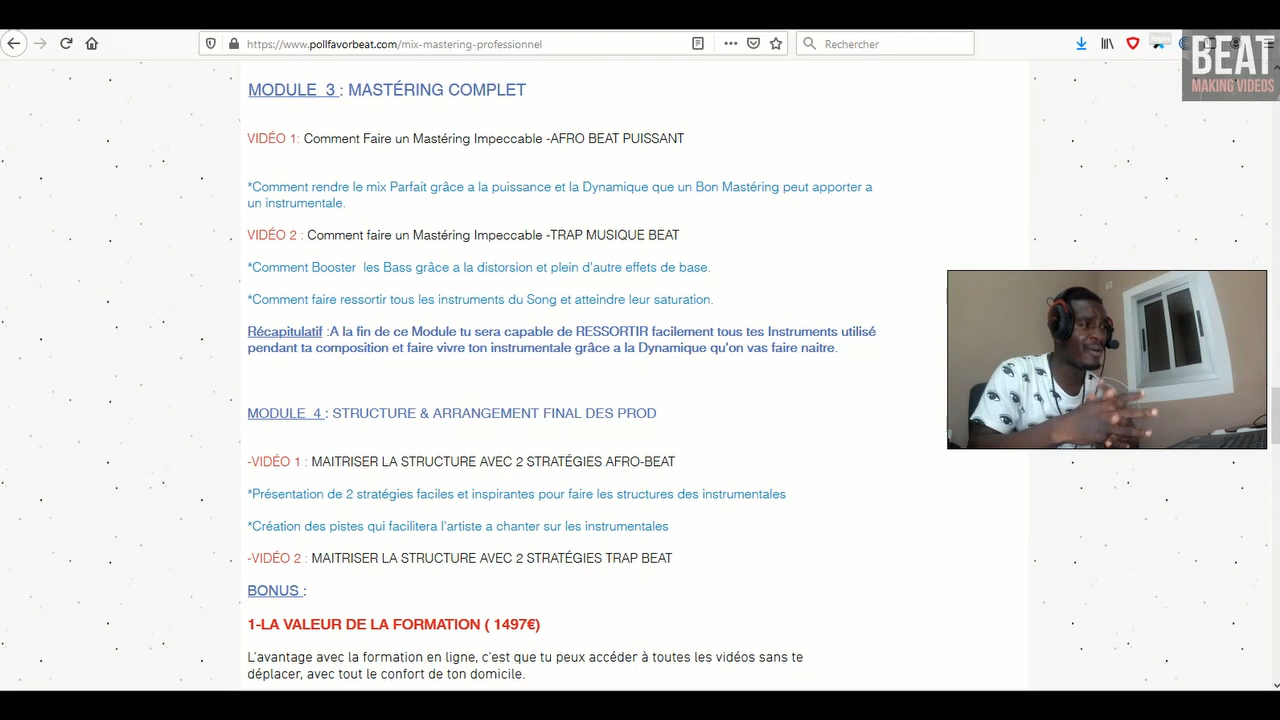 https://www.pollfavorbeat.com/mix-mastering-professionnel
Rechercher
BEAT
MAKING VIDEOS
MODULE 3 : MASTÉRING COMPLET
VIDÉO 1: Comment Faire un Mastéring Impeccable -AFRO BEAT PUISSANT
*Comment rendre le mix Parfait grâce a la puissance et la Dynamique que un Bon Mastéring peut apporter a
un instrumentale.
VIDÉO 2 : Comment faire un Mastéring Impeccable -TRAP MUSIQUE BEAT
*Comment Booster les Bass grâce a la distorsion et plein d'autre effets de base.
*Comment faire ressortir tous les instruments du Song et atteindre leur saturation.
Récapitulatif :A la fin de ce Module tu sera capable de RESSORTIR facilement tous tes Instruments utilisé
pendant ta composition et faire vivre ton instrumentale grâce a la Dynamique qu'on vas faire naitre.
MODULE 4 : STRUCTURE & ARRANGEMENT FINAL DES PROD
-VIDÉO 1 : MAITRISER LA STRUCTURE AVEC 2 STRATÉGIES AFRO-BEAT
*Présentation de 2 stratégies faciles et inspirantes pour faire les structures des instrumentales
*Création des pistes qui facilitera l'artiste a chanter sur les instrumentales
-VIDÉO 2 : MAITRISER LA STRUCTURE AVEC 2 STRATÉGIES TRAP BEAT
BONUS :
1-LA VALEUR DE LA FORMATION ( 1497€)
L'avantage avec la formation en ligne, c'est que tu peux accéder à toutes les vidéos sans te
déplacer, avec tout le confort de ton domicile.